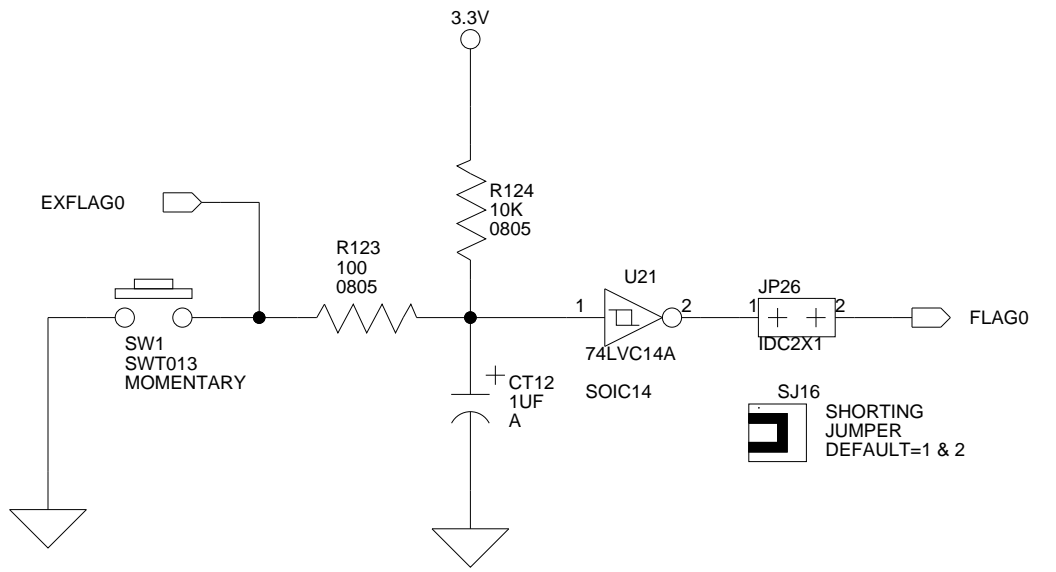 3.3V
EXFLAG0
R124
10K
0805
R123
100
0805
U21
1
2
74LVC14A
SOIC14
JP26
1
2
IDC2X1
FLAG0
SW1
SWT013
MOMENTARY
+
CT12
1UF
A
SJ16
SHORTING
JUMPER
DEFAULT=1 & 2